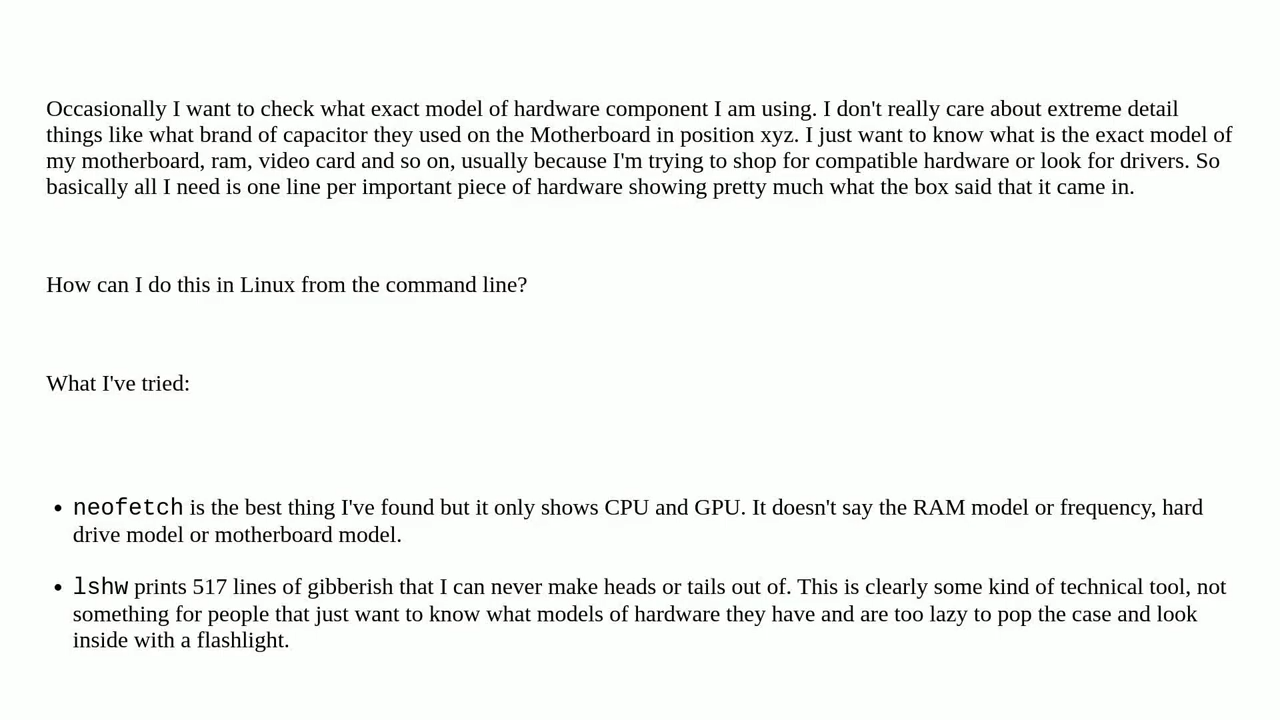 Occasionally I want to check what exact model of hardware component I am using. I don't really care about extreme detail
things like what brand of capacitor they used on the Motherboard in position xyz. I just want to know what is the exact model of
my motherboard, ram, video card and so on, usually because I'm trying to shop for compatible hardware or look for drivers. So
basically all I need is one line per important piece of hardware showing pretty much what the box said that it came in.
How can I do this in Linux from the command line?
What I've tried:
• neofetch is the best thing I've found but it only shows CPU and GPU. It doesn't say the RAM model or frequency, hard
drive model or motherboard model.
• lshw prints 517 lines of gibberish that I can never make heads or tails out of. This is clearly some kind of technical tool, not
something for people that just want to know what models of hardware they have and are too lazy to pop the case and look
inside with a flashlight.